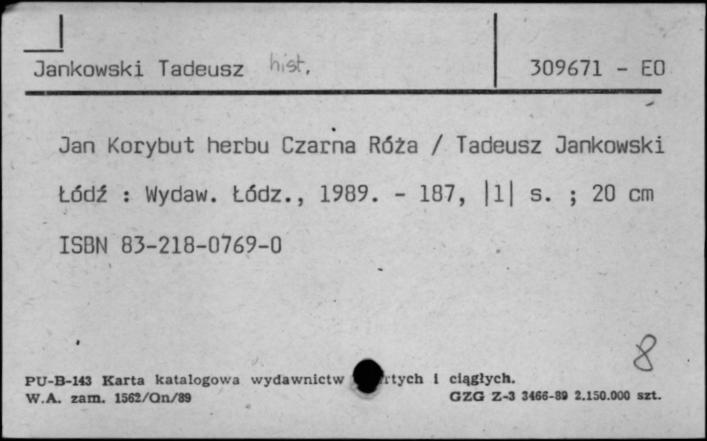 Jankowski Tadeusz hist. 309671 - EO
Jan Korybut herbu Czarna Róża / Tadeusz Jankowski
Łódź : Wydaw. Łódz., 1989. - 187, |1| s. ; 20 cm
ISBN 83-218-0769-0
8
PU-B-143 Karta katalogowa wydawnictw rtych i ciągłych.
W.A. zam. 1562/Qn/89 GZG Z-3 3466-89 2.150.000 szt.